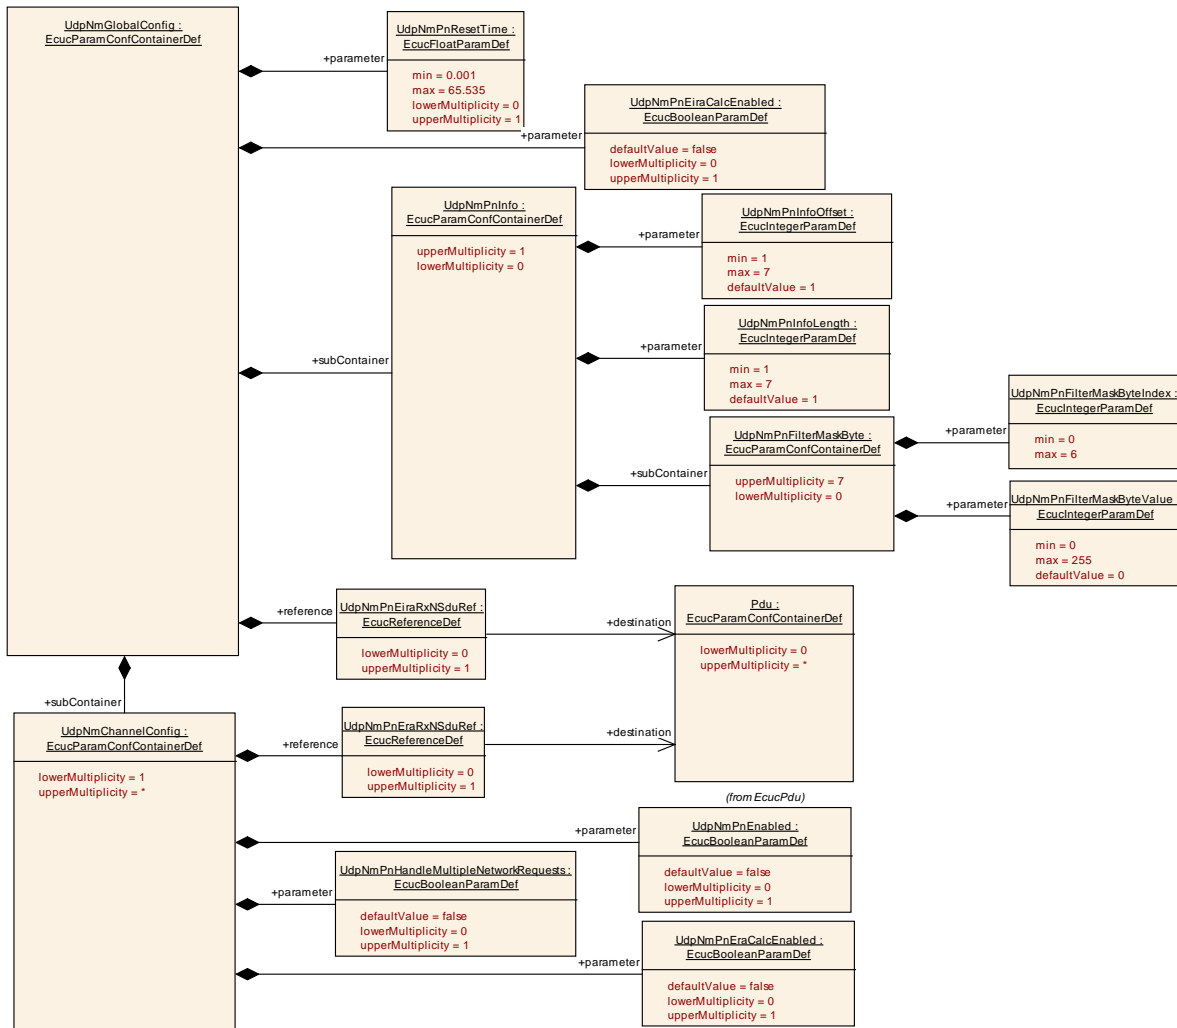 UdpNmGlobalConfig :
EcucParamConfContainerDef
+parameter
UdpNmPnResetTime :
EcucFloatParamDef
min = 0.001
max = 65.535
lowerMultiplicity = 0
upperMultiplicity = 1
+parameter
UdpNmPnEiraCalcEnabled :
EcucBooleanParamDef
defaultValue = false
lowerMultiplicity = 0
upperMultiplicity = 1
+subContainer
UdpNmPnInfo :
EcucParamConfContainerDef
upperMultiplicity = 1
lowerMultiplicity = 0
+parameter
UdpNmPnInfoOffset :
EcucIntegerParamDef
min = 1
max = 7
defaultValue = 1
+parameter
UdpNmPnInfoLength :
EcucIntegerParamDef
min = 1
max = 7
defaultValue = 1
+subContainer
UdpNmPnFilterMaskByte :
EcucParamConfContainerDef
upperMultiplicity = 7
lowerMultiplicity = 0
+parameter
UdpNmPnFilterMaskByteIndex :
EcucIntegerParamDef
min = 0
max = 6
+parameter
UdpNmPnFilterMaskByteValue
EcucIntegerParamDef
min = 0
max = 255
defaultValue = 0
+reference
UdpNmPnEiraRxNSduRef :
EcucReferenceDef
lowerMultiplicity = 0
upperMultiplicity = 1
+destination
Pdu :
EcucParamConfContainerDef
lowerMultiplicity = 0
upperMultiplicity = *
(from EcucPdu)
+subContainer
UdpNmChannelConfig :
EcucParamConfContainerDef
lowerMultiplicity = 1
upperMultiplicity = *
+reference
UdpNmPnEraRxNSduRef :
EcucReferenceDef
lowerMultiplicity = 0
upperMultiplicity = 1
+destination
+parameter
UdpNmPnEnabled :
EcucBooleanParamDef
defaultValue = false
lowerMultiplicity = 0
upperMultiplicity = 1
+parameter
UdpNmPnHandleMultipleNetworkRequests :
EcucBooleanParamDef
defaultValue = false
lowerMultiplicity = 0
upperMultiplicity = 1
+parameter
UdpNmPnEraCalcEnabled :
EcucBooleanParamDef
defaultValue = false
lowerMultiplicity = 0
upperMultiplicity = 1